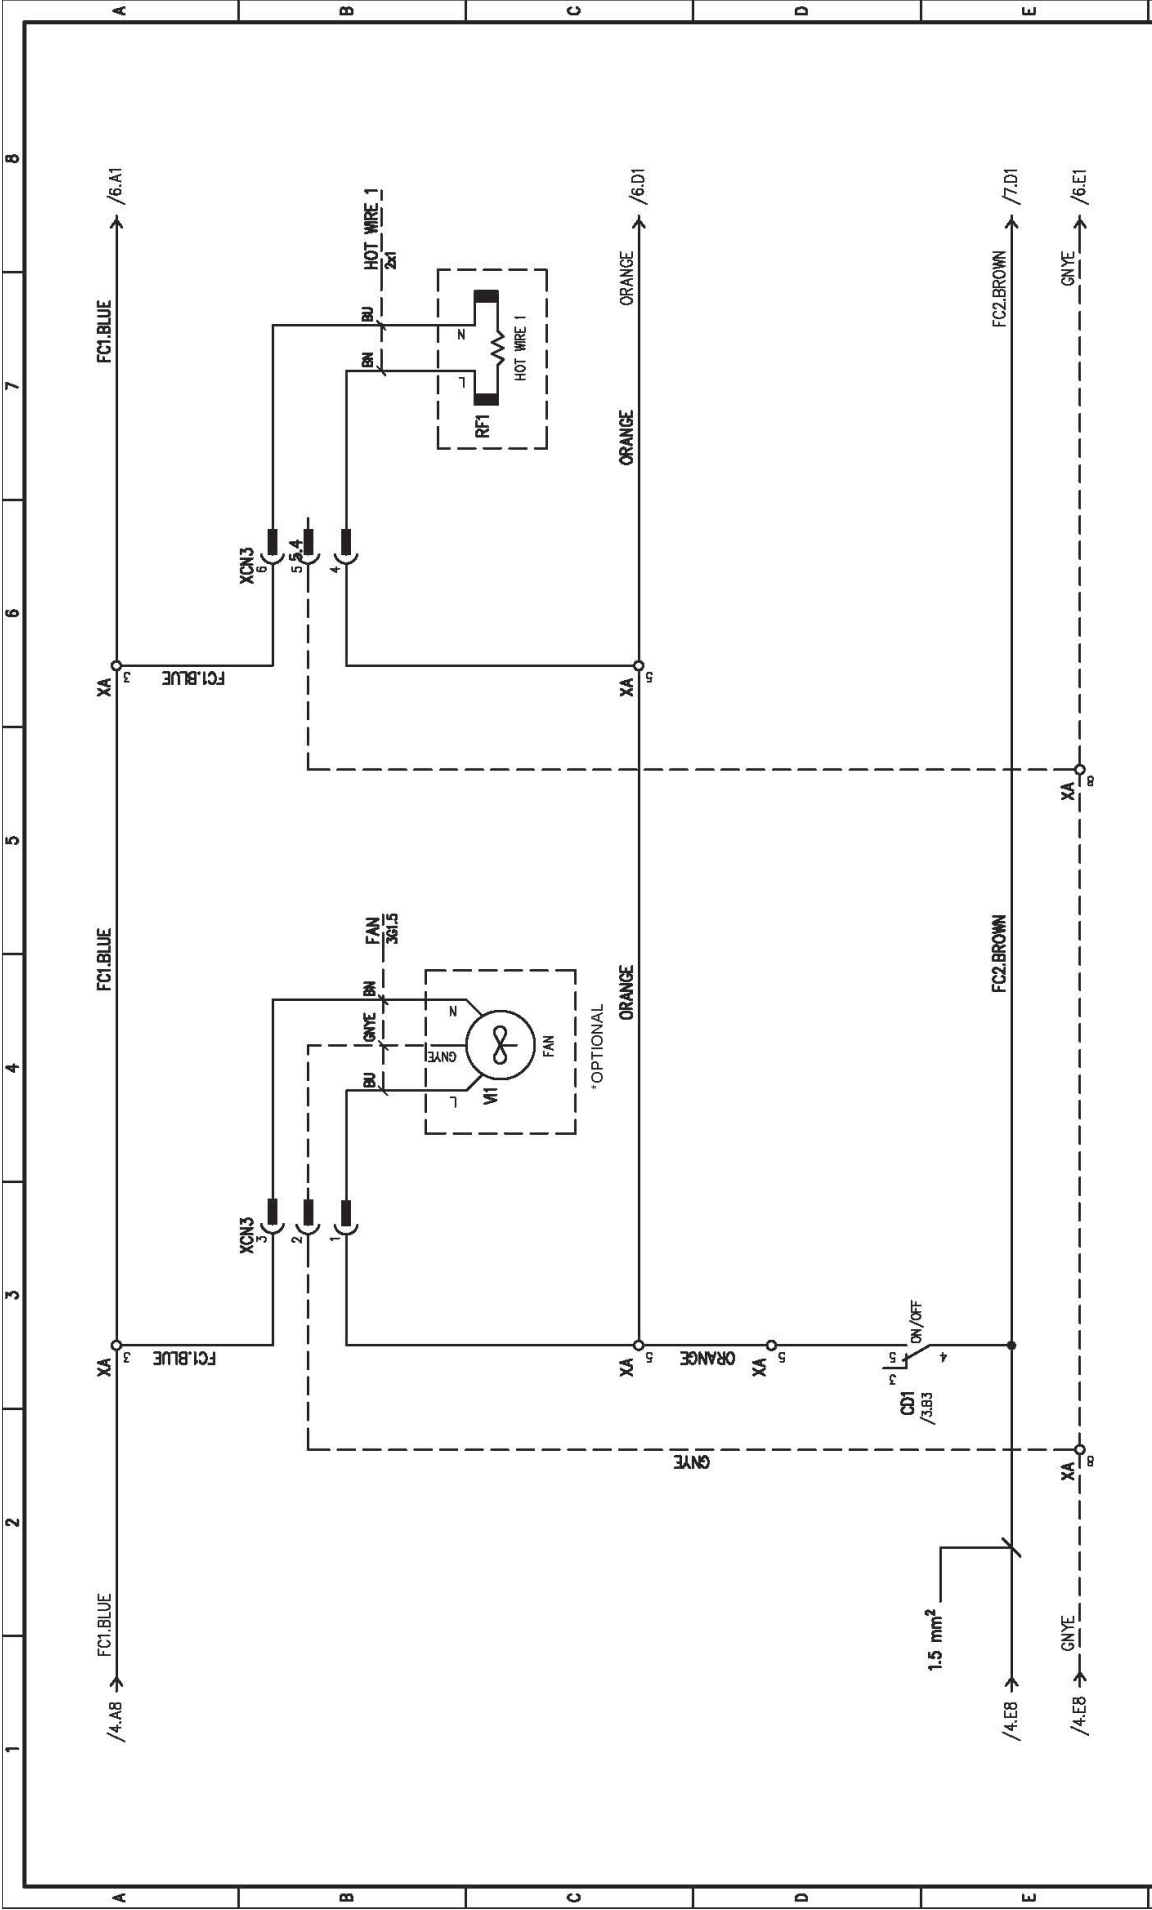 1 2 3 4 5 6 7 8
A
A
/4.A8
FC1.BLUE
FC1.BLUE
FC1.BLUE
/6.A1
XA
3
FC1.BLUE
XA
3
FC1.BLUE
B
B
XCN3
3
2
1
XCN3
6
5
5.4
4
BU
GNYE
BN
FAN
3G1.5
BN
BU
HOT WIRE 1
2x1
L
GNYE
N
VI1
FAN
*OPTIONAL
L
N
RF1
HOT WIRE 1
C
C
ORANGE
ORANGE
ORANGE
/6.D1
XA
5
XA
5
ORANGE
XA
5
GNYE
D
D
CD1
/3.B3
3
5
4
ON/OFF
1.5 mm²
E
E
/4.E8
FC2.BROWN
FC2.BROWN
/7.D1
/4.E8
GNYE
XA
8
XA
8
GNYE
/6.E1